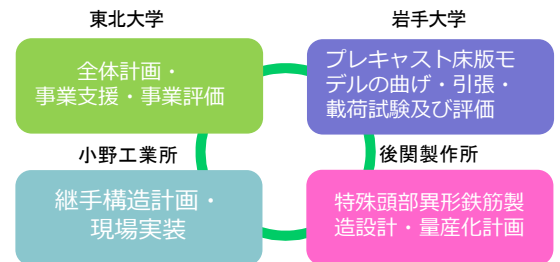 東北大学
岩手大学
全体計画・
事業支援・事業評価
プレキャスト床版モ
デルの曲げ・引張・
載荷試験及び評価
小野工業所
後関製作所
継手構造計画・
現場実装
特殊頭部異形鉄筋製
造設計・量産化計画